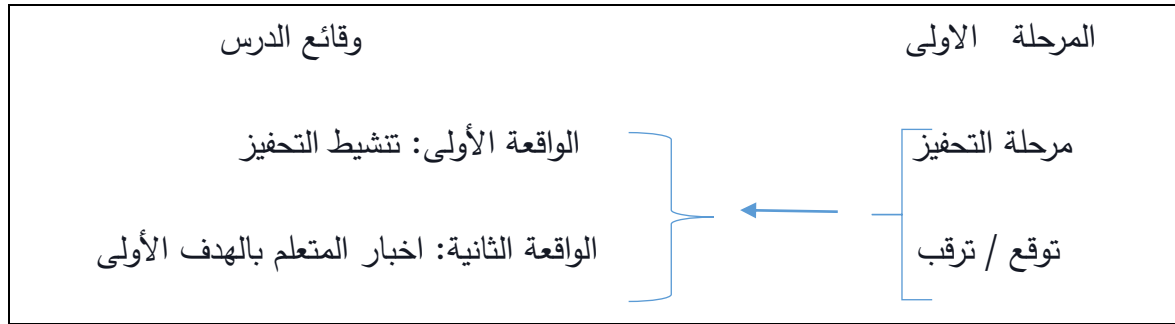 المرحلة الاولى وقائع الدرس
مرحلة التحفيز الواقعة الأولى: تنشيط التحفيز
توقع / ترقب الواقعة الثانية: اخبار المتعلم بالهدف الأولى